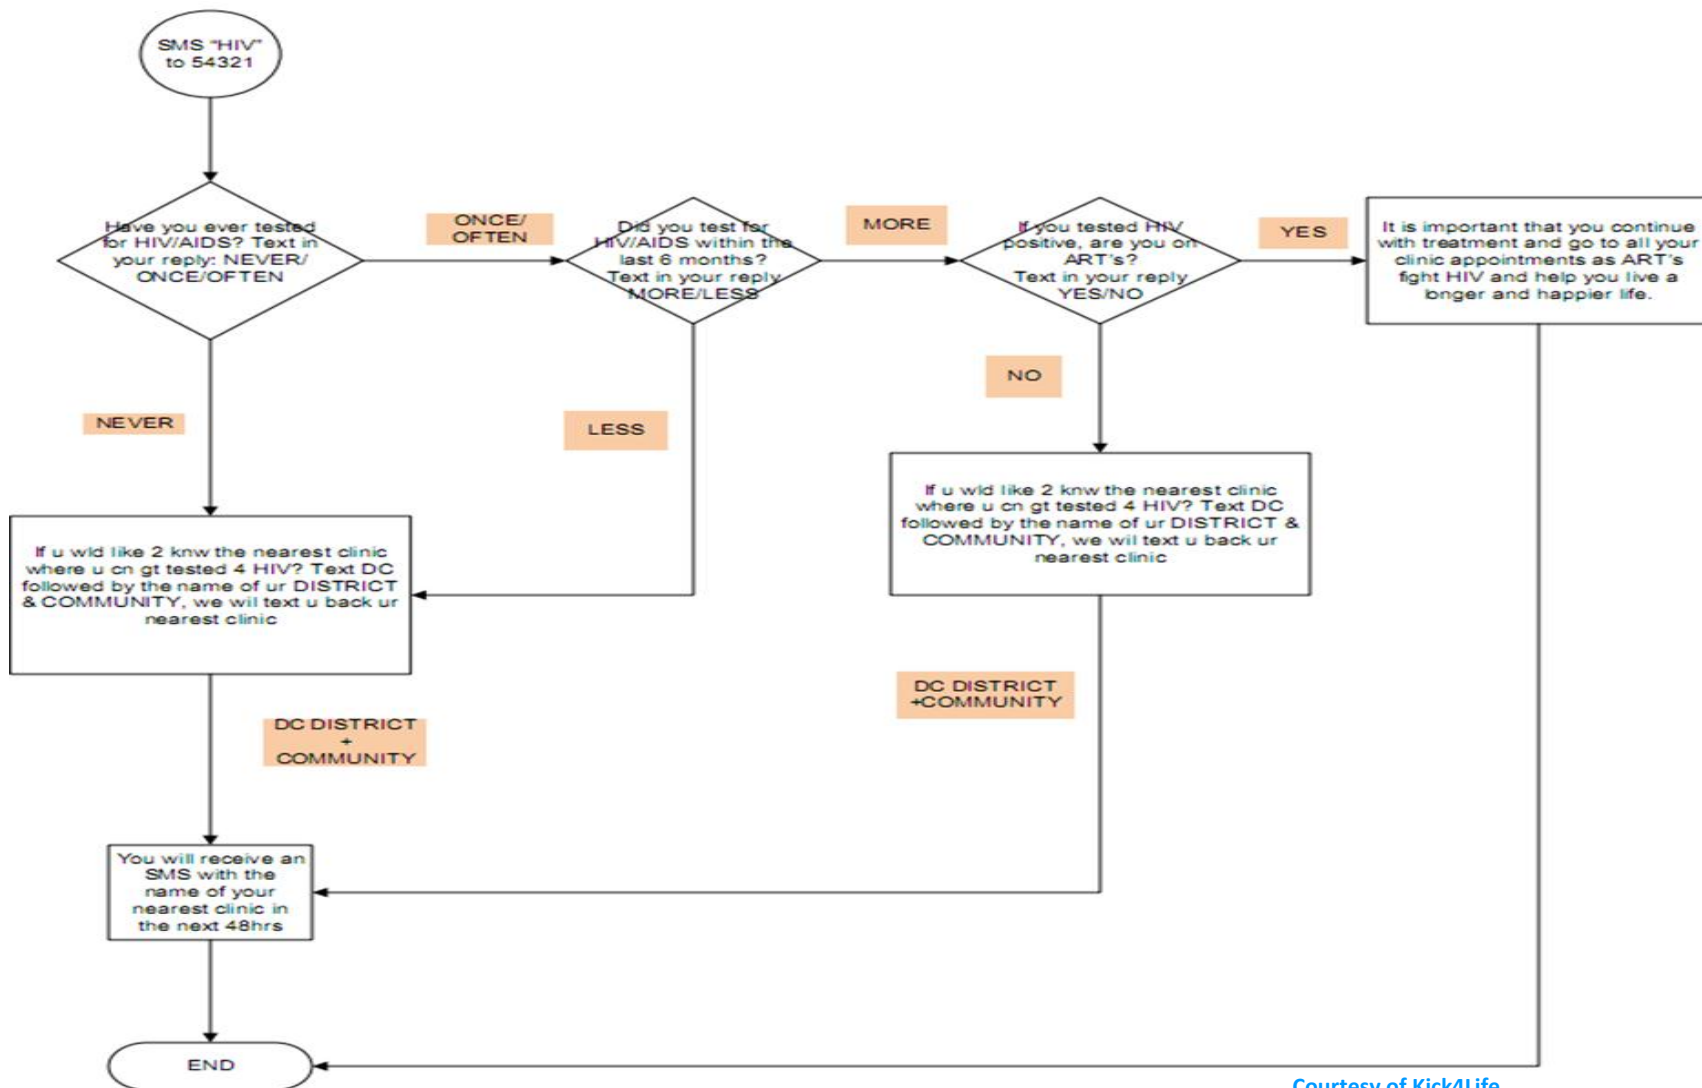 SMS "HIV"
to 54321
Have you ever tested
for HIV/AIDS? Text in
your reply: NEVER/
ONCE/OFTEN
ONCE/
OFTEN
Did you test for
HIV/AIDS within the
last 6 months?
Text in your reply
MORE/LESS
MORE
If you tested HIV
positive, are you on
ART's?
Text in your reply
YES/NO
YES
It is important that you continue
with treatment and go to all your
clinic appointments as ART's
fight HIV and help you live a
longer and happier life.
NEVER
LESS
NO
If u wld like 2 knw the nearest clinic
where u cn gt tested 4 HIV? Text DC
followed by the name of ur DISTRICT
& COMMUNITY, we wil text u back ur
nearest clinic
If u wld like 2 knw the nearest clinic
where u cn gt tested 4 HIV? Text DC
followed by the name of ur DISTRICT &
COMMUNITY, we wil text u back ur
nearest clinic
DC DISTRICT
+
COMMUNITY
DC DISTRICT
+COMMUNITY
You will receive an
SMS with the
name of your
nearest clinic in
the next 48hrs
END
Courtesy of Kick4Life